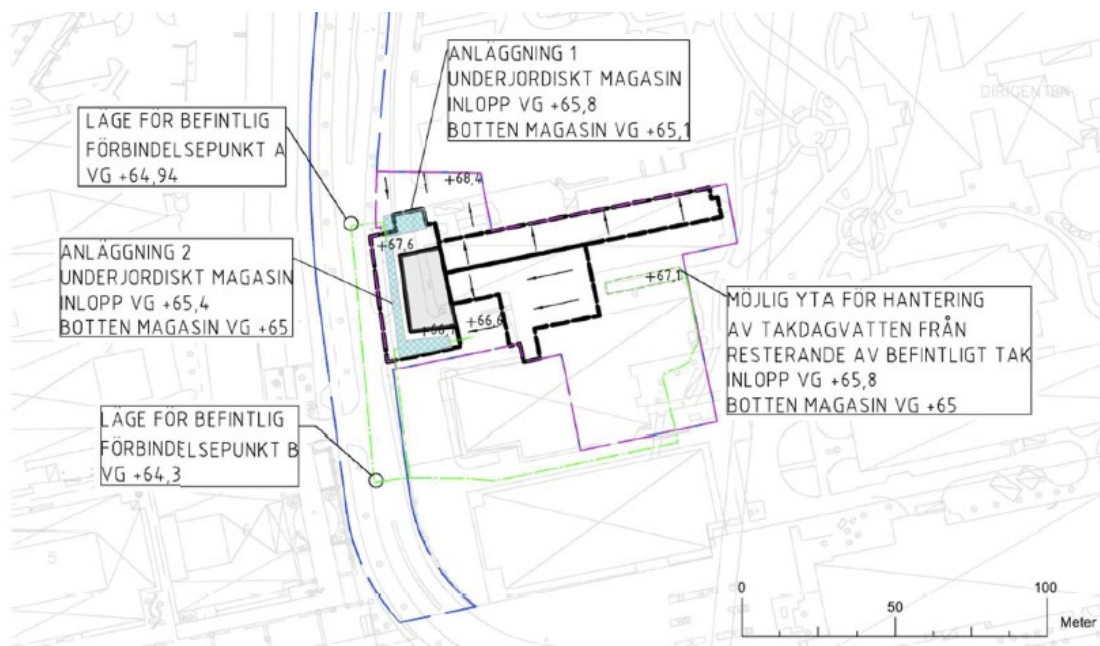 ANLÄGGNING 1
UNDERJORDISKT MAGASIN
INLOPP VG +65,8
BOTTEN MAGASIN VG +65,1
DIRIGENTEN
LÄGE FÖR BEFINTLIG
FÖRBINDELSEPUNKT A
VG +64,94
+68,4
+67,6
ANLÄGGNING 2
UNDERJORDISKT MAGASIN
INLOPP VG +65,4
BOTTEN MAGASIN VG +65
+67,1
+66,6
MÖJLIG YTA FÖR HANTERING
AV TAKDAGVATTEN FRÅN
RESTERANDE AV BEFINTLIGT TAK
INLOPP VG +65,8
BOTTEN MAGASIN VG +65
LÄGE FÖR BEFINTLIG
FÖRBINDELSEPUNKT B
VG +64,3
5
0
50
100
Meter